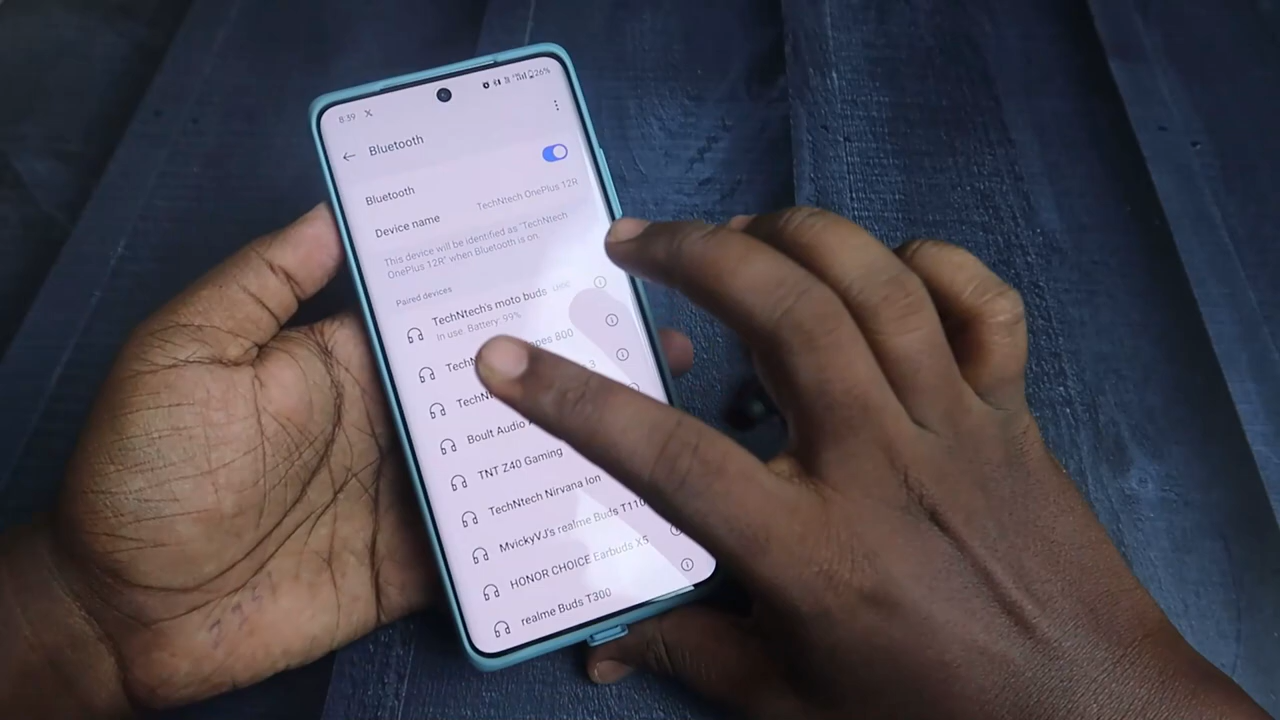 8:39 X 26%
Bluetooth
Bluetooth
Device name TechNtech OnePlus 12R
This device will be identified as "TechNtech
OnePlus 12R" when Bluetooth is on.
Paired devices
TechNtech's moto buds
In use. Battery: 99%
800
3
Boult Audio
TNT Z40 Gaming
TechNtech Nirvana Ion
MvickyVJ's realme Buds T110
HONOR CHOICE Earbuds X5
realme Buds T300